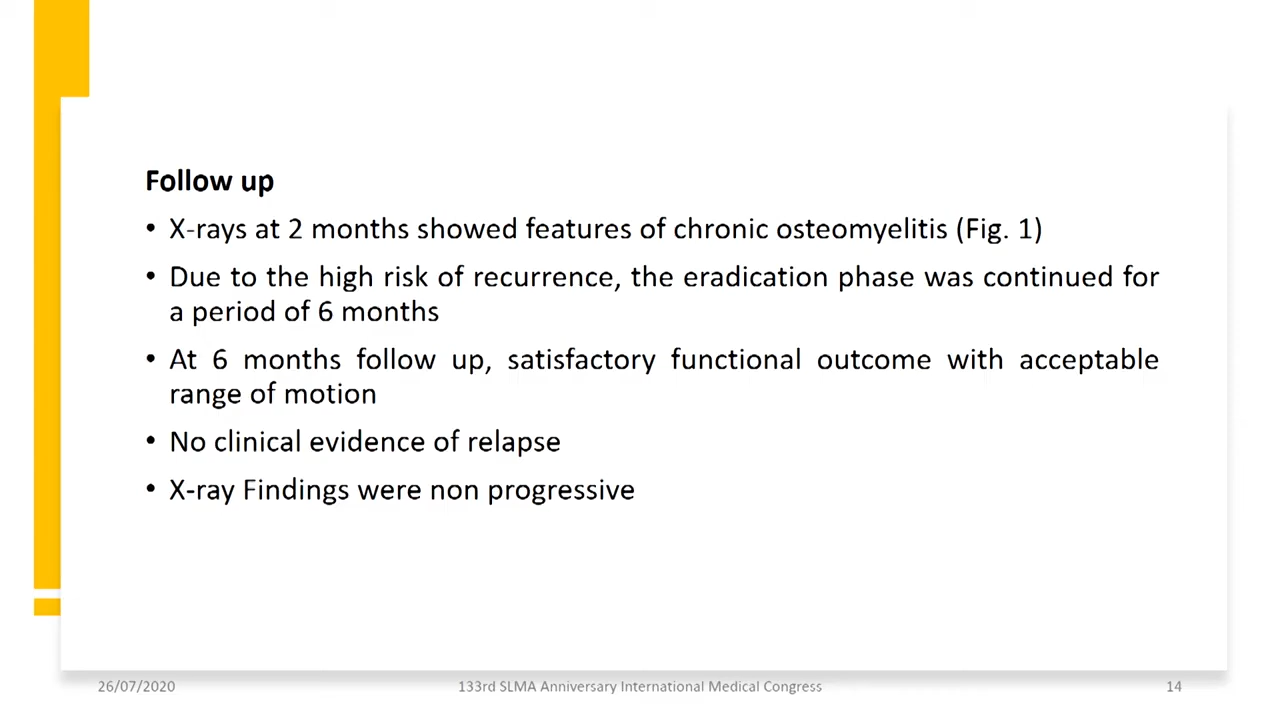 Follow up
• X-rays at 2 months showed features of chronic osteomyelitis (Fig. 1)
• Due to the high risk of recurrence, the eradication phase was continued for
a period of 6 months
• At 6 months follow up, satisfactory functional outcome with acceptable
range of motion
• No clinical evidence of relapse
• X-ray Findings were non progressive
26/07/2020
133rd SLMA Anniversary International Medical Congress
14